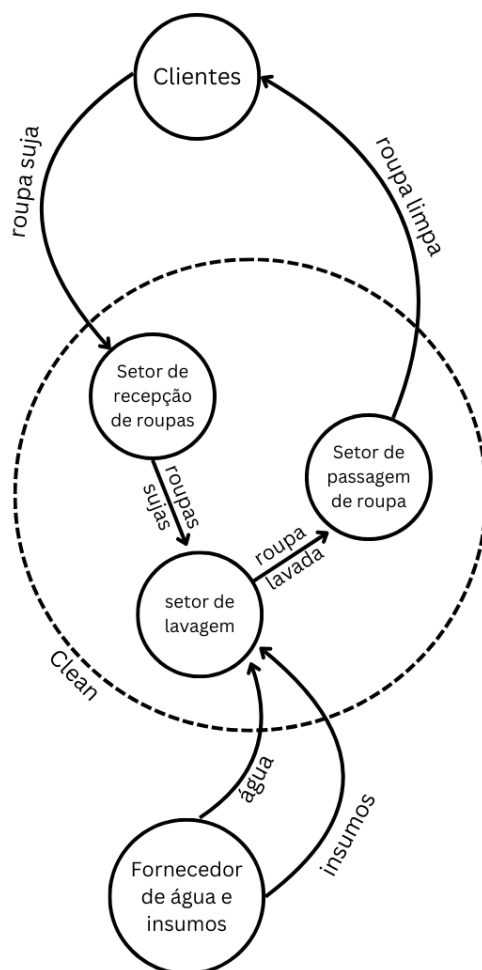 Clientes
roupa suja
roupa limpa
Setor de
recepção
de roupas
Setor de
passagem
de roupa
roupas
sujas
roupa
lavada
setor de
lavagem
Clean
água
insumos
Fornecedor
de água e
insumos